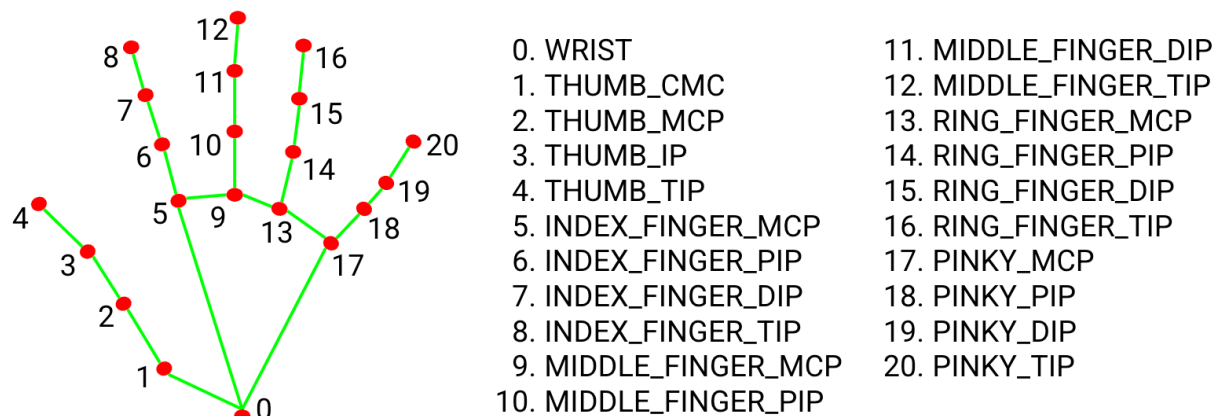 12
8
16
11
7
15
10
6
20
14
19
4
5
9
18
13
3
17
2
1
0
0. WRIST
1. THUMB_CMC
2. THUMB_MCP
3. THUMB_IP
4. THUMB_TIP
5. INDEX_FINGER_MCP
6. INDEX_FINGER_PIP
7. INDEX_FINGER_DIP
8. INDEX_FINGER_TIP
9. MIDDLE_FINGER_MCP
10. MIDDLE_FINGER_PIP
11. MIDDLE_FINGER_DIP
12. MIDDLE_FINGER_TIP
13. RING_FINGER_MCP
14. RING_FINGER_PIP
15. RING_FINGER_DIP
16. RING_FINGER_TIP
17. PINKY_MCP
18. PINKY_PIP
19. PINKY_DIP
20. PINKY_TIP